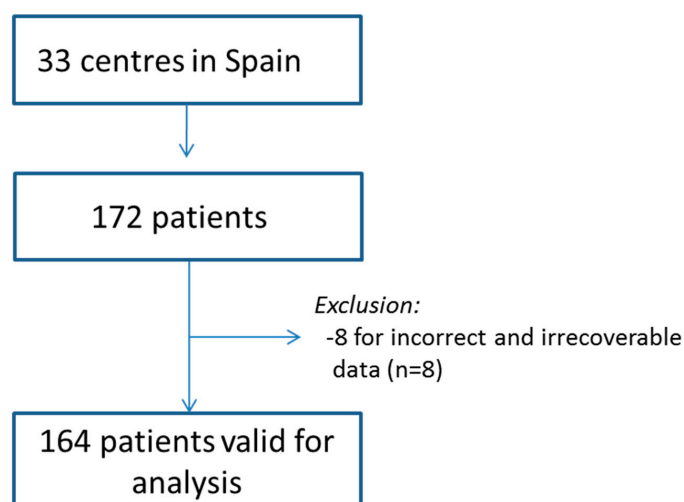 33 centres in Spain
172 patients
Exclusion:
-8 for incorrect and irrecoverable
data (n=8)
164 patients valid for
analysis